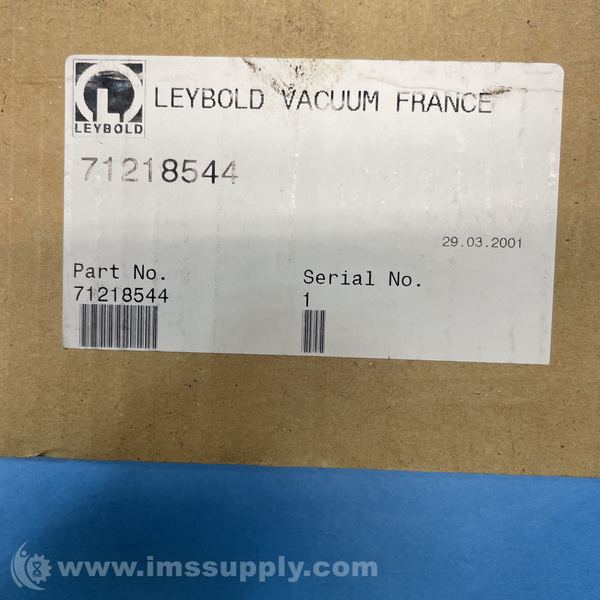 LEYBOLD VACUUM FRANCE
LEYBOLD
71218544
29.03.2001
Part No.
71218544
Serial No.
1
www.imssupply.com